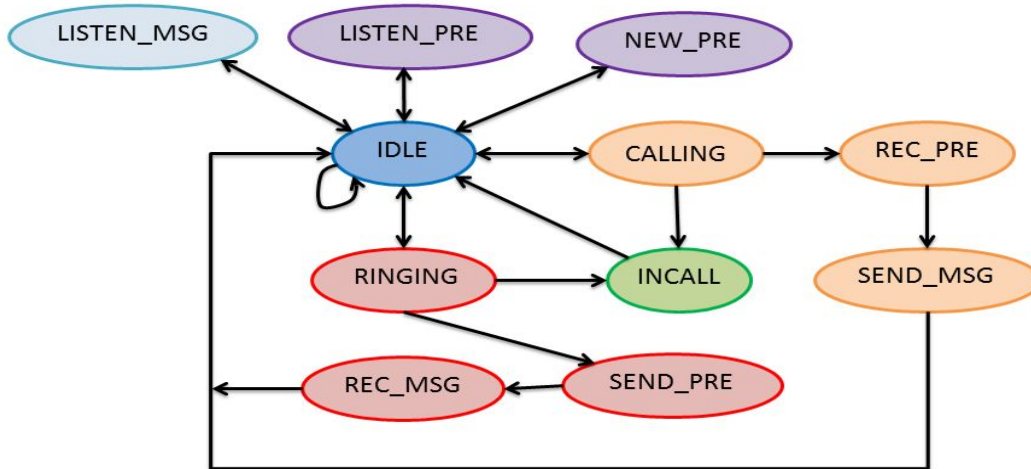 LISTEN_MSG
LISTEN_PRE
NEW_PRE
IDLE
CALLING
REC_PRE
RINGING
INCALL
SEND_MSG
REC_MSG
SEND_PRE